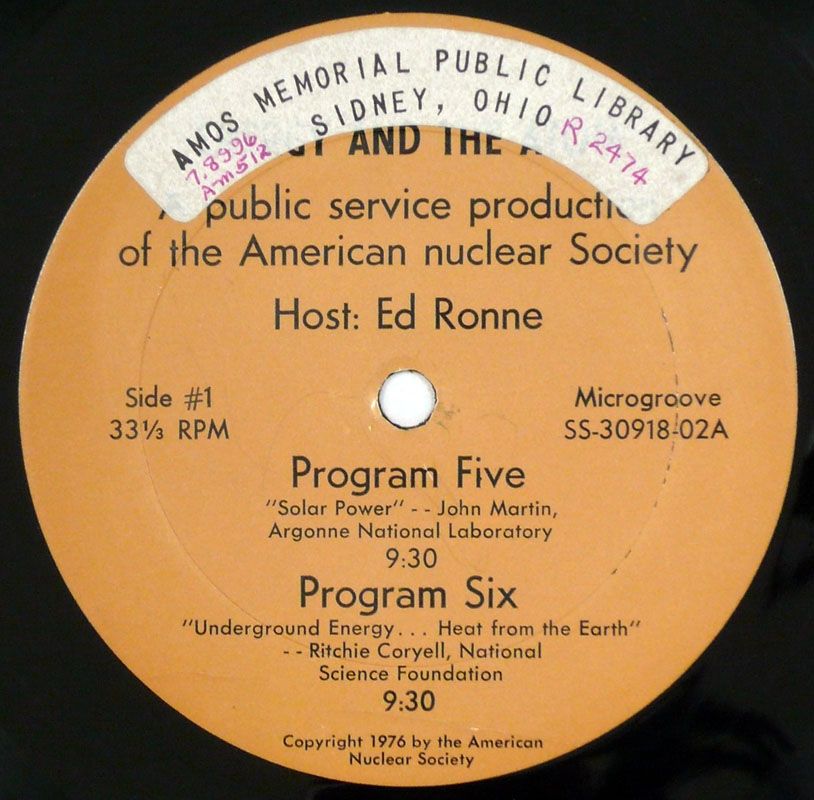 AMOS MEMORIAL PUBLIC LIBRARY
SIDNEY, OHIO
7.8996
Am512
R 2474
AND THE
public service
of the American nuclear Society
Host: Ed Ronne
Side #1
33⅓ RPM
Microgroove
SS-30918-02A
Program Five
"Solar Power" - - John Martin,
Argonne National Laboratory
9:30
Program Six
"Underground Energy... Heat from the Earth"
- - Ritchie Coryell, National
Science Foundation
9:30
Copyright 1976 by the American
Nuclear Society